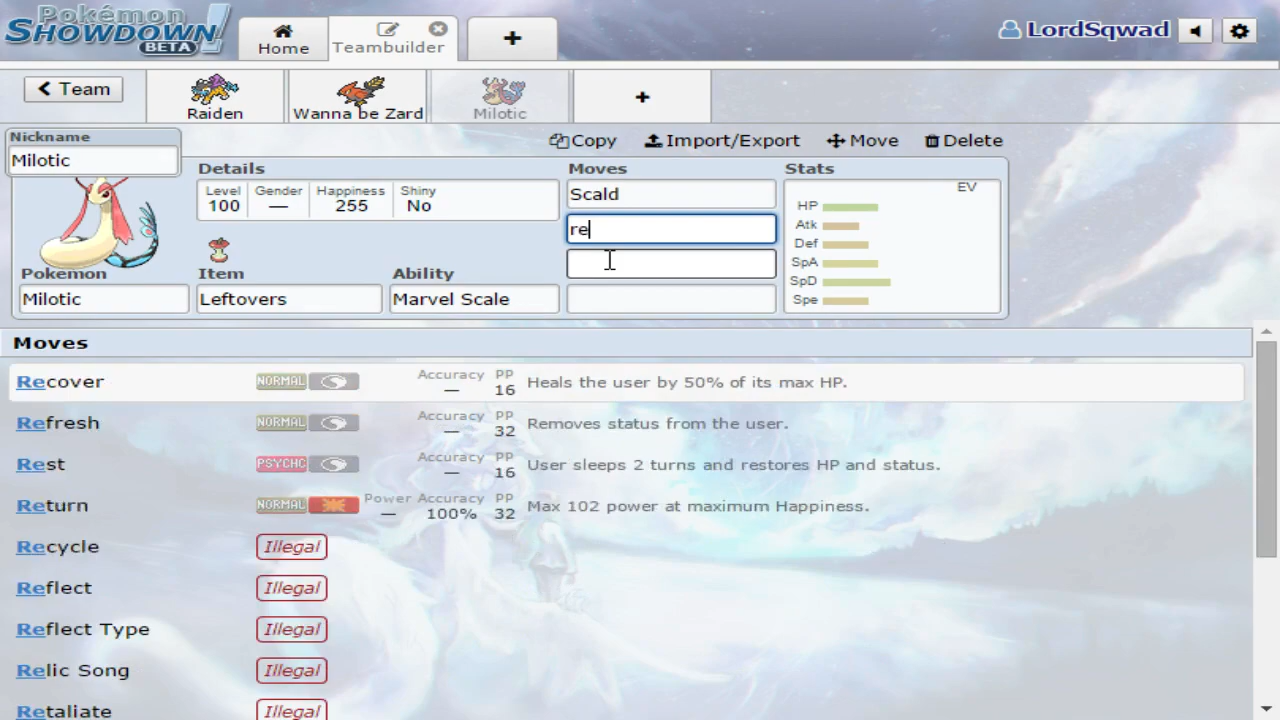 Pokémon
SHOWDOWN!
BETA
Home
Teambuilder
+
LordSqwad
< Team
Raiden
Wanna be Zard
Milotic
+
Nickname
Milotic
Copy
Import/Export
Move
Delete
Details
Moves
Stats
Level
100
Gender
—
Happiness
255
Shiny
No
Scald
re
EV
HP
Atk
Def
SpA
SpD
Spe
Pokémon
Milotic
Item
Leftovers
Ability
Marvel Scale
Moves
Recover NORMAL Accuracy — PP 16 Heals the user by 50% of its max HP.
Refresh NORMAL Accuracy — PP 32 Removes status from the user.
Rest PSYCHC Accuracy — PP 16 User sleeps 2 turns and restores HP and status.
Return NORMAL Power — Accuracy 100% PP 32 Max 102 power at maximum Happiness.
Recycle Illegal
Reflect Illegal
Reflect Type Illegal
Relic Song Illegal
Retaliate Illegal